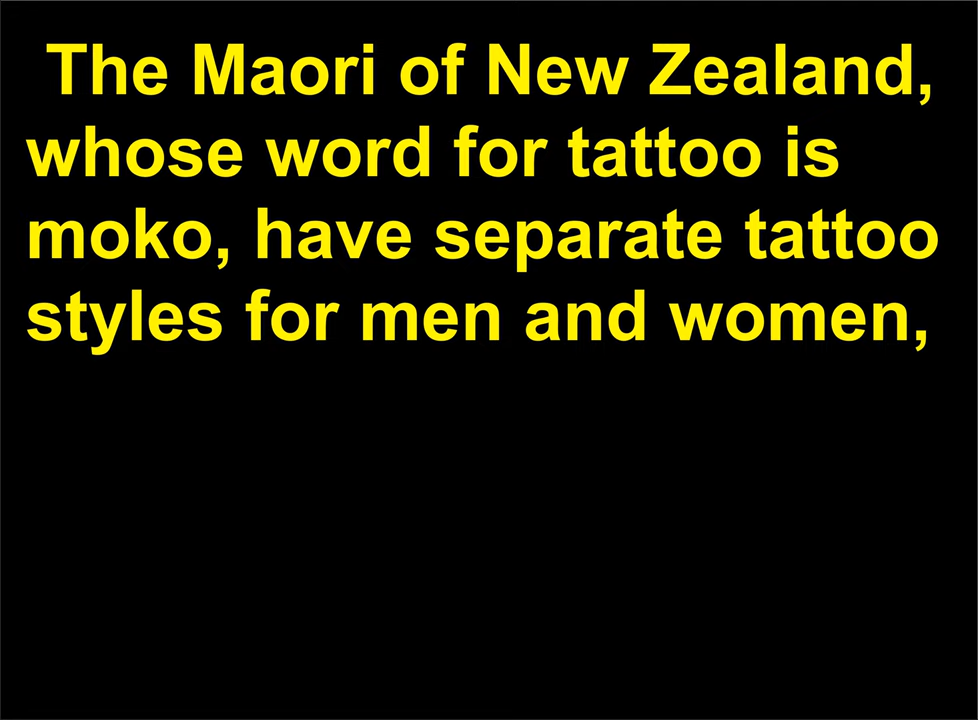 The Maori of New Zealand,
whose word for tattoo is
moko, have separate tattoo
styles for men and women,